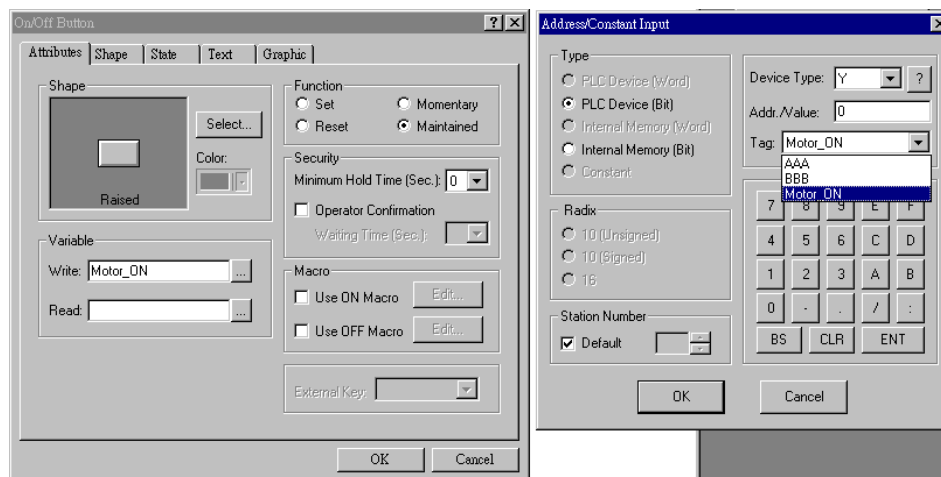 On/Off Button
Attributes Shape State Text Graphic
Shape
Select...
Color:
Raised
Variable
Write: Motor_ON ...
Read: ...
Function
Set Momentary
Reset Maintained
Security
Minimum Hold Time (Sec.): 0
Operator Confirmation
Waiting Time (Sec.):
Macro
Use ON Macro Edit...
Use OFF Macro Edit...
External Key:
OK Cancel
Address/Constant Input
Type
PLC Device (Word)
PLC Device (Bit)
Internal Memory (Word)
Internal Memory (Bit)
Constant
Radix
10 (Unsigned)
10 (Signed)
16
Station Number
Default
Device Type: Y ?
Addr./Value: 0
Tag: Motor_ON
AAA
BBB
Motor_ON
7 8 9 E F
4 5 6 C D
1 2 3 A B
0 - . / :
BS CLR ENT
OK Cancel